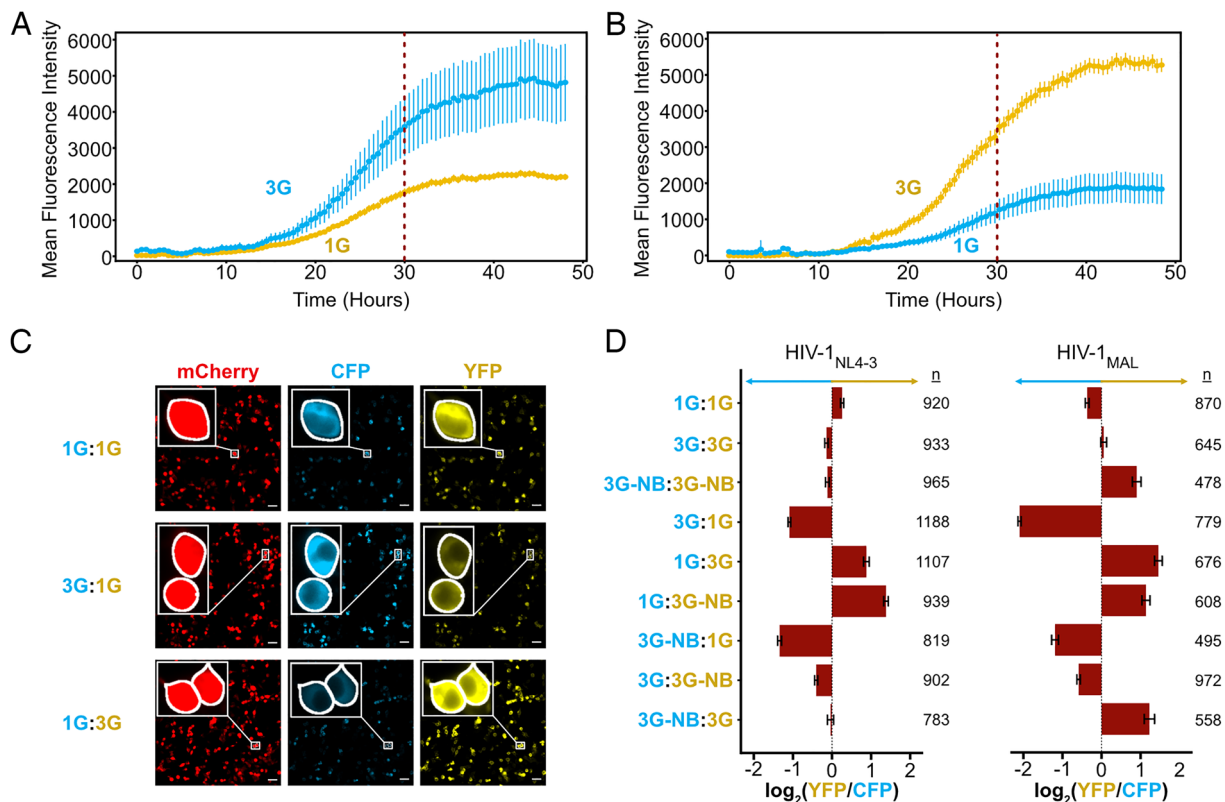 A
Mean Fluorescence Intensity
6000
5000
4000
3000
2000
1000
0
3G
1G
0
10
20
30
40
50
Time (Hours)
B
Mean Fluorescence Intensity
6000
5000
4000
3000
2000
1000
0
3G
1G
0
10
20
30
40
50
Time (Hours)
C
mCherry CFP YFP
1G:1G
3G:1G
1G:3G
D
HIV-1NL4-3 n HIV-1MAL n
1G:1G 920 870
3G:3G 933 645
3G-NB:3G-NB 965 478
3G:1G 1188 779
1G:3G 1107 676
1G:3G-NB 939 608
3G-NB:1G 819 495
3G:3G-NB 902 972
3G-NB:3G 783 558
-2 -1 0 1 2 -2 -1 0 1 2
log2(YFP/CFP) log2(YFP/CFP)